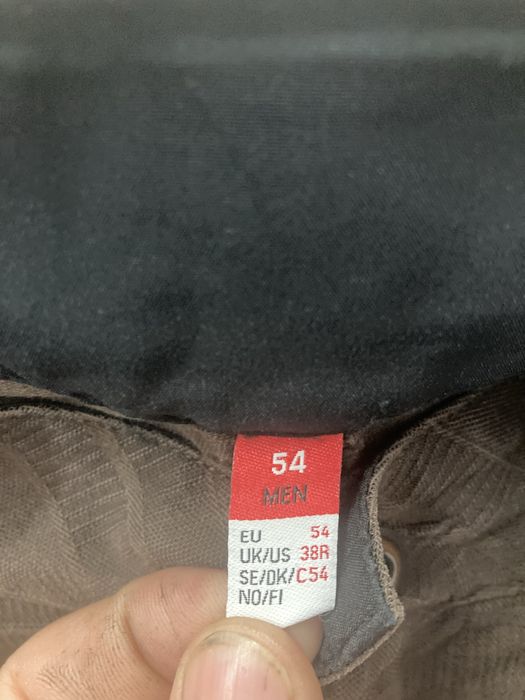 54
MEN
EU 54
UK/US 38R
SE/DK/ C54
NO/FI